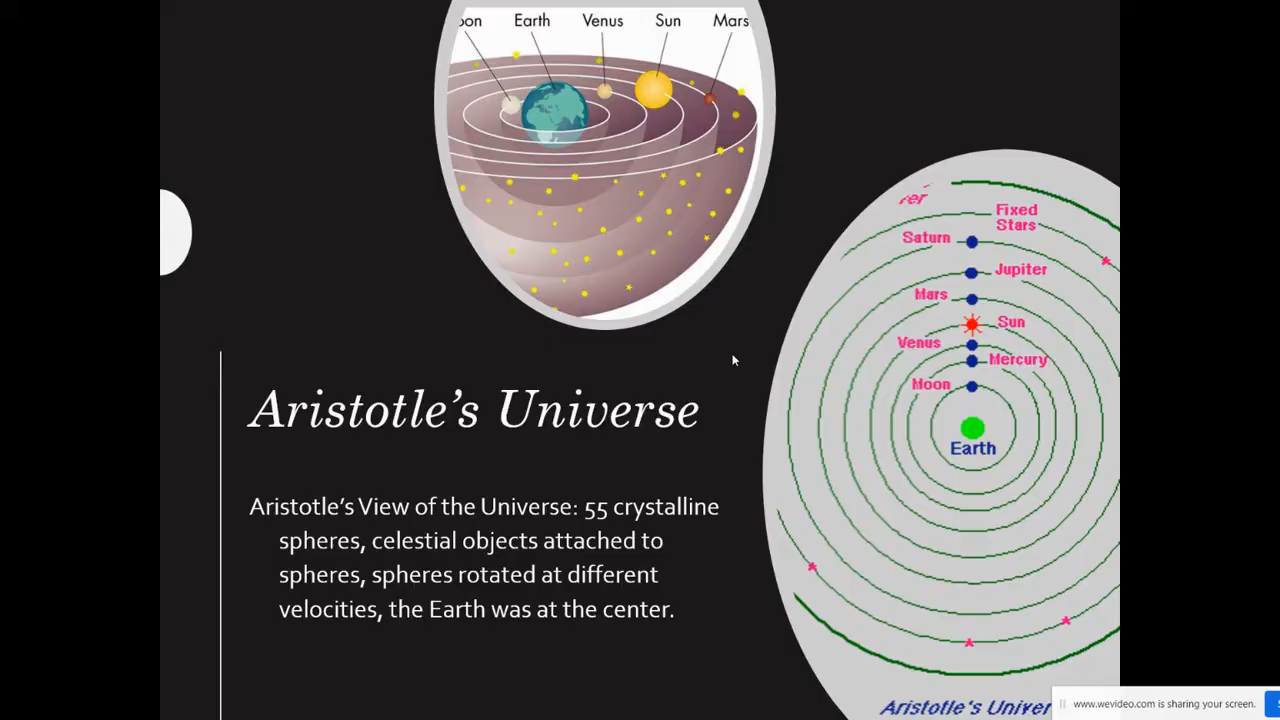 Earth Venus Sun Mars
Fixed
Stars
Saturn
Jupiter
Mars
Sun
Venus
Mercury
Moon
Earth
Aristotle's Universe
Aristotle's View of the Universe: 55 crystalline
spheres, celestial objects attached to
spheres, spheres rotated at different
velocities, the Earth was at the center.
Aristotle's Univer
www.wevideo.com is sharing your screen.